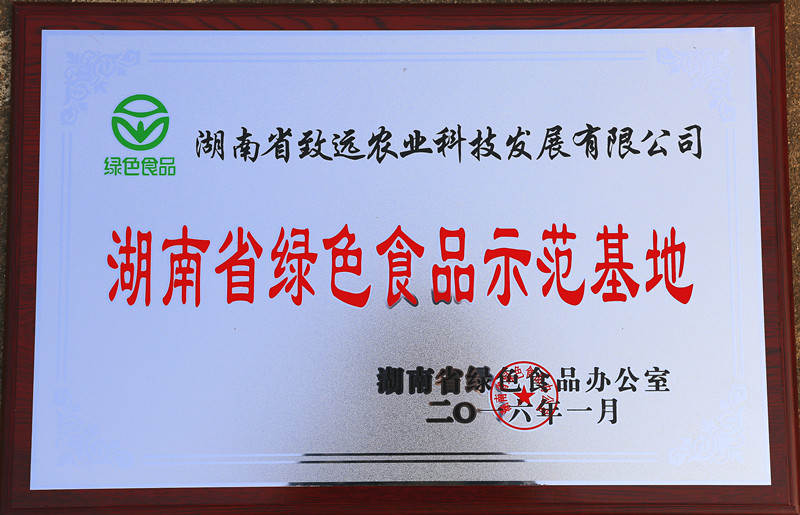 绿色食品
湖南省致远农业科技发展有限公司
湖南省绿色食品示范基地
湖南省绿色食品办公室
二〇一六年一月